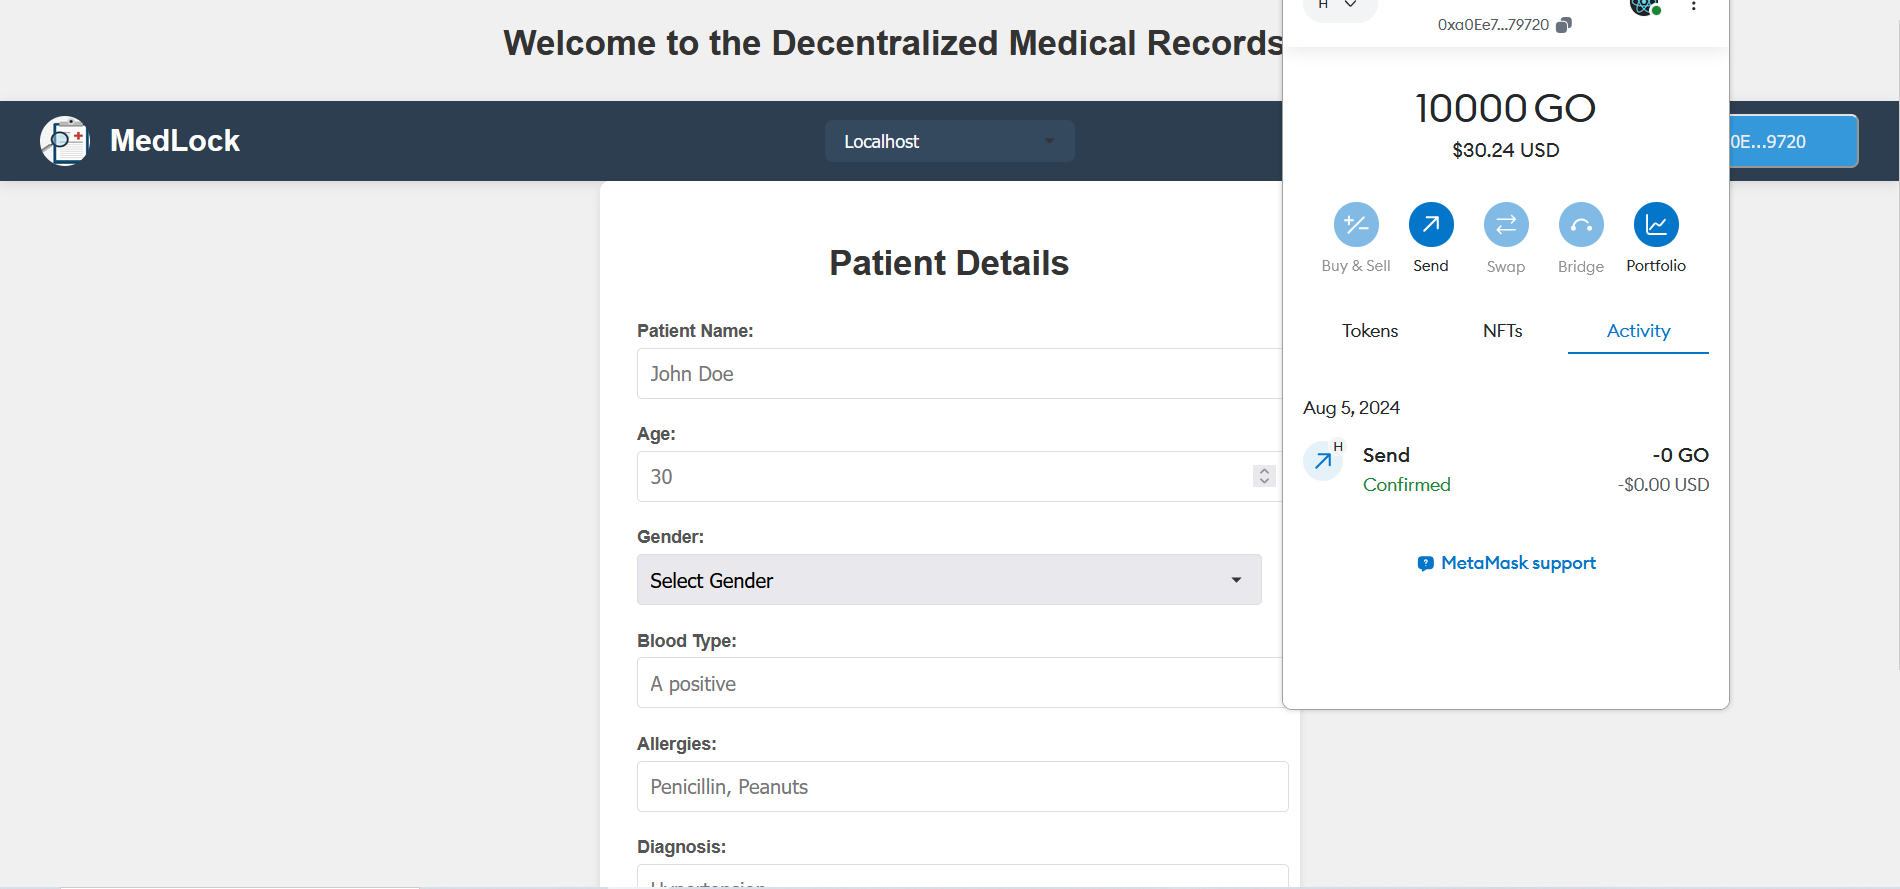 Welcome to the Decentralized Medical Records
MedLock
Localhost
0E...9720
Patient Details
Patient Name:
John Doe
Age:
30
Gender:
Select Gender
Blood Type:
A positive
Allergies:
Penicillin, Peanuts
Diagnosis:
Hypertension
H
0xa0Ee7...79720
10000 GO
$30.24 USD
Buy & Sell
Send
Swap
Bridge
Portfolio
Tokens
NFTs
Activity
Aug 5, 2024
H
Send
-0 GO
Confirmed
-$0.00 USD
MetaMask support